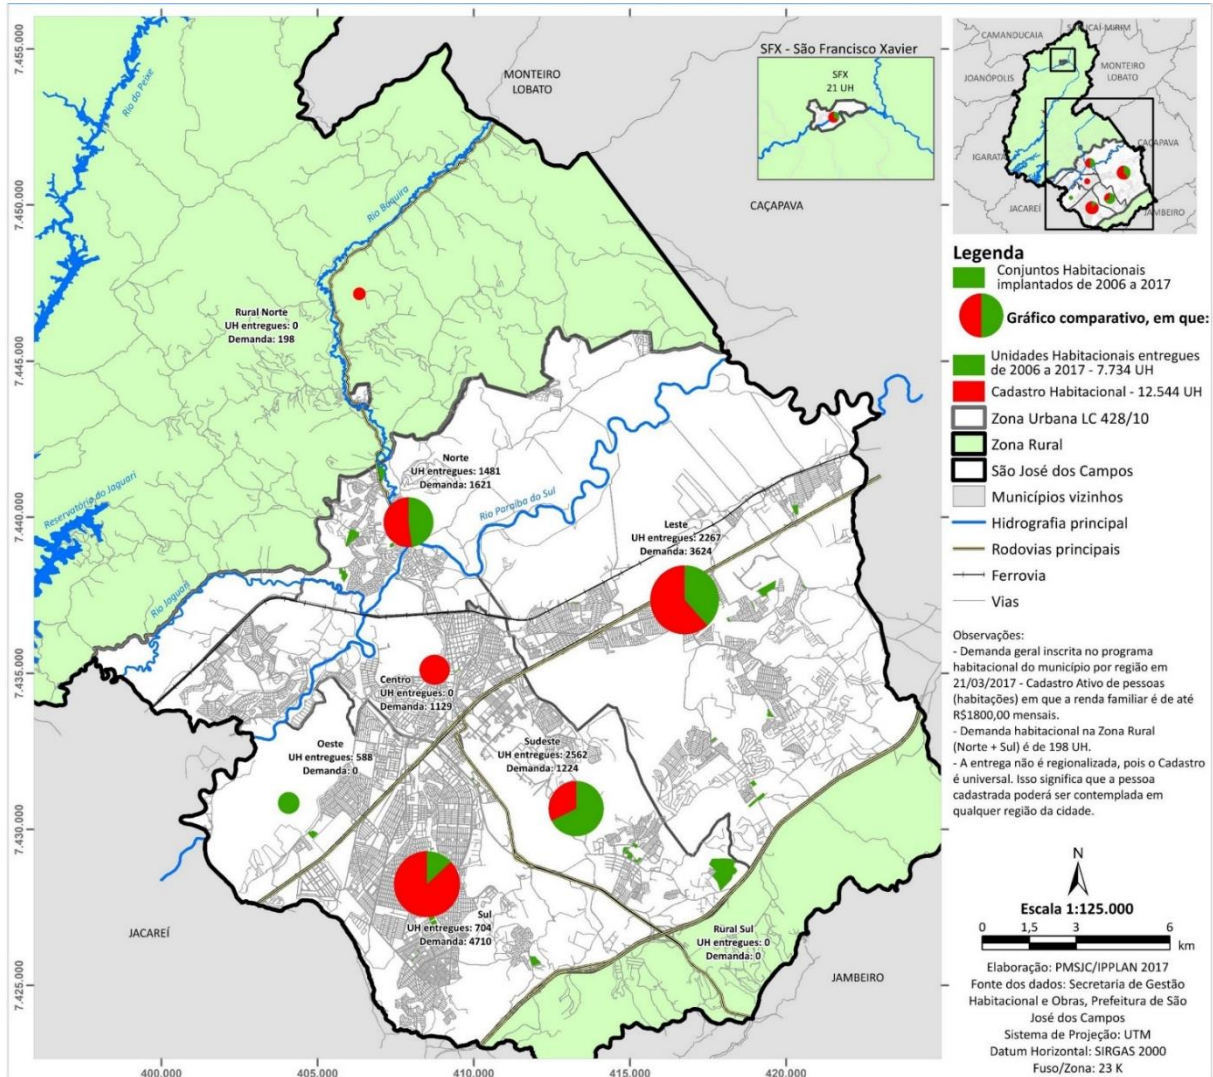 7.455.000
7.450.000
7.445.000
7.440.000
7.435.000
7.430.000
7.425.000
400.000
405.000
410.000
415.000
420.000
MONTEIRO
LOBATO
CAÇAPAVA
JACAREÍ
JAMBEIRO
Rio do Peixe
Rio Buquira
Rio Paraíba do Sul
Reservatório do Jaguari
Rio Jaguari
Rural Norte
UH entregues: 0
Demanda: 198
Norte
UH entregues: 1481
Demanda: 1621
Leste
UH entregues: 2267
Demanda: 3624
Centro
UH entregues: 0
Demanda: 1129
Oeste
UH entregues: 588
Demanda: 0
Sudeste
UH entregues: 2562
Demanda: 1224
Sul
UH entregues: 704
Demanda: 4710
Rural Sul
UH entregues: 0
Demanda: 0
SFX - São Francisco Xavier
SFX
21 UH
CAMANDUCAIA
JOANÓPOLIS
MONTEIRO
LOBATO
IGARATÁ
CAÇAPAVA
JACAREÍ
JAMBEIRO
Legenda
Conjuntos Habitacionais
implantados de 2006 a 2017
Gráfico comparativo, em que:
Unidades Habitacionais entregues
de 2006 a 2017 - 7.734 UH
Cadastro Habitacional - 12.544 UH
Zona Urbana LC 428/10
Zona Rural
São José dos Campos
Municípios vizinhos
Hidrografia principal
Rodovias principais
Ferrovia
Vias
Observações:
- Demanda geral inscrita no programa
habitacional do município por região em
21/03/2017 - Cadastro Ativo de pessoas
(habitações) em que a renda familiar é de até
R$1800,00 mensais.
- Demanda habitacional na Zona Rural
(Norte + Sul) é de 198 UH.
- A entrega não é regionalizada, pois o Cadastro
é universal. Isso significa que a pessoa
cadastrada poderá ser contemplada em
qualquer região da cidade.
N
Escala 1:125.000
0 1,5 3 6
km
Elaboração: PMSJC/IPPLAN 2017
Fonte dos dados: Secretaria de Gestão
Habitacional e Obras, Prefeitura de São
José dos Campos
Sistema de Projeção: UTM
Datum Horizontal: SIRGAS 2000
Fuso/Zona: 23 K